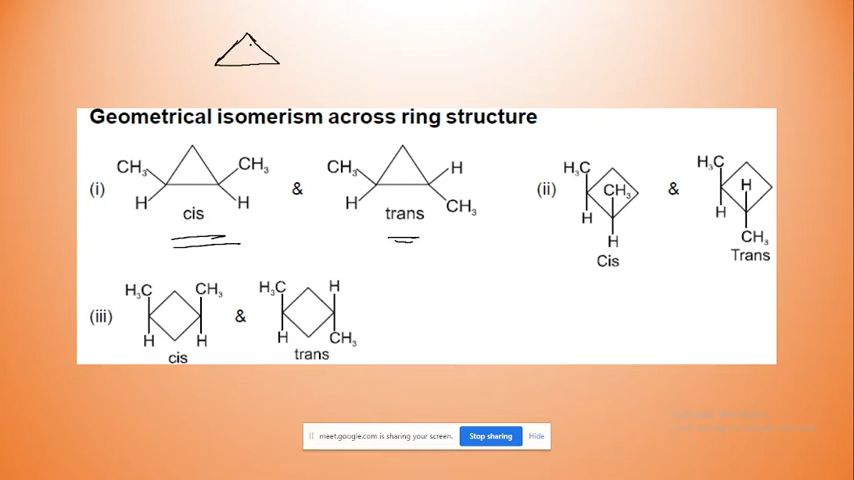 Geometrical isomerism across ring structure
(i) CH3 CH3 H H cis & CH3 H H CH3 trans
(ii) H3C CH3 H H Cis & H3C H H CH3 Trans
(iii) H3C CH3 H H cis & H3C H H CH3 trans
meet.google.com is sharing your screen. Stop sharing Hide